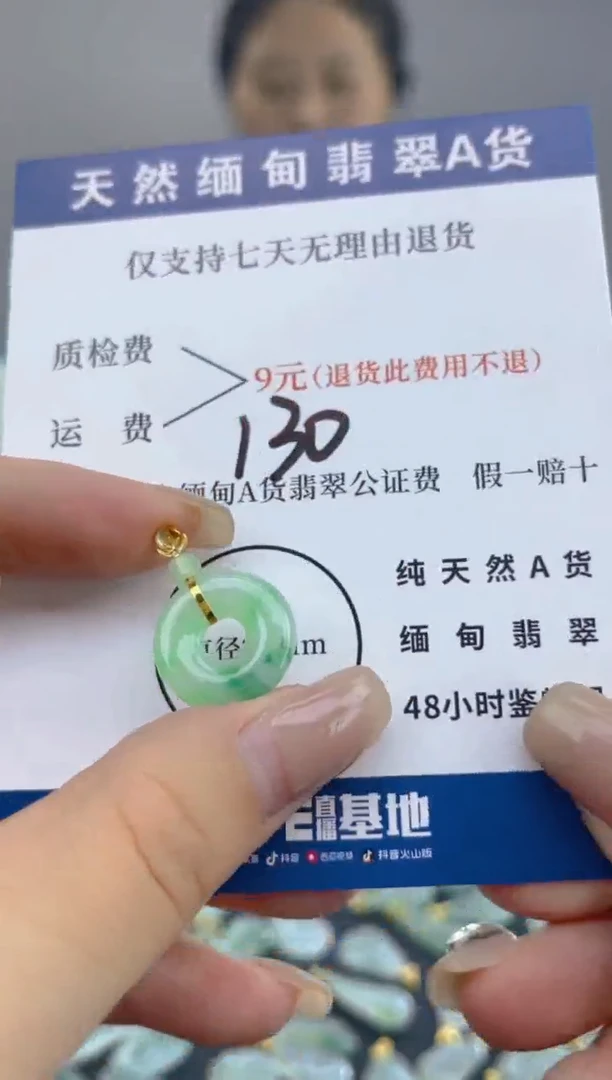 天然缅甸翡翠A货
仅支持七天无理由退货
质检费
9元(退货此费用不退)
运 费
130
缅甸A货翡翠公证费 假一赔十
纯天然A货
缅甸翡翠
48小时鉴
径
m
直播基地
抖音
抖音火山版